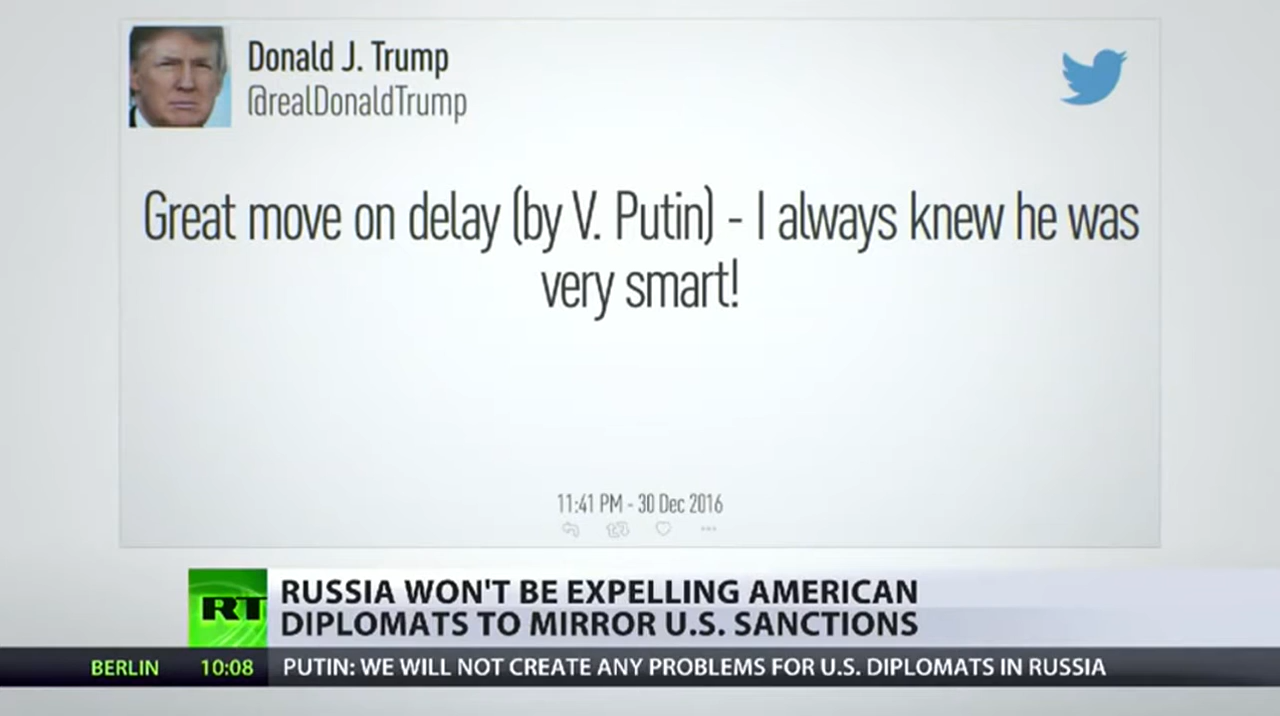 Donald J. Trump
@realDonaldTrump
Great move on delay (by V. Putin) - I always knew he was
very smart!
11:41 PM - 30 Dec 2016
RT
RUSSIA WON'T BE EXPELLING AMERICAN
DIPLOMATS TO MIRROR U.S. SANCTIONS
BERLIN 10:08 PUTIN: WE WILL NOT CREATE ANY PROBLEMS FOR U.S. DIPLOMATS IN RUSSIA